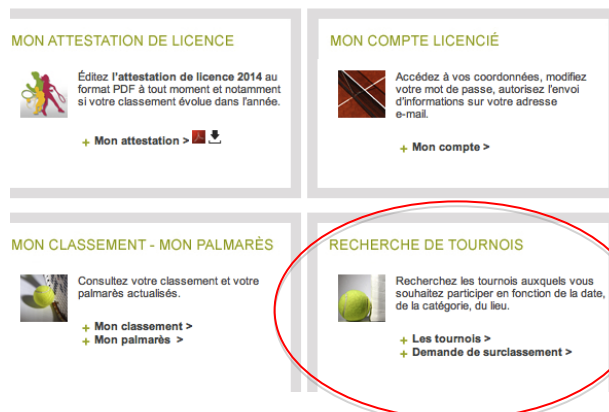 MON ATTESTATION DE LICENCE
Éditez l'attestation de licence 2014 au
format PDF à tout moment et notamment
si votre classement évolue dans l'année.
+ Mon attestation >
MON COMPTE LICENCIÉ
Accédez à vos coordonnées, modifiez
votre mot de passe, autorisez l'envoi
d'informations sur votre adresse
e-mail.
+ Mon compte >
MON CLASSEMENT - MON PALMARÈS
Consultez votre classement et votre
palmarès actualisés.
+ Mon classement >
+ Mon palmarès >
RECHERCHE DE TOURNOIS
Recherchez les tournois auxquels vous
souhaitez participer en fonction de la date,
de la catégorie, du lieu.
+ Les tournois >
+ Demande de surclassement >